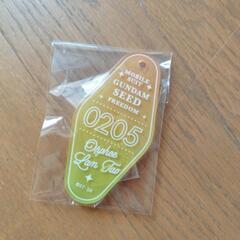 MOBILE
SUIT
GUNDAM
SEED
FREEDOM
0205
Orphee
Lam Tao